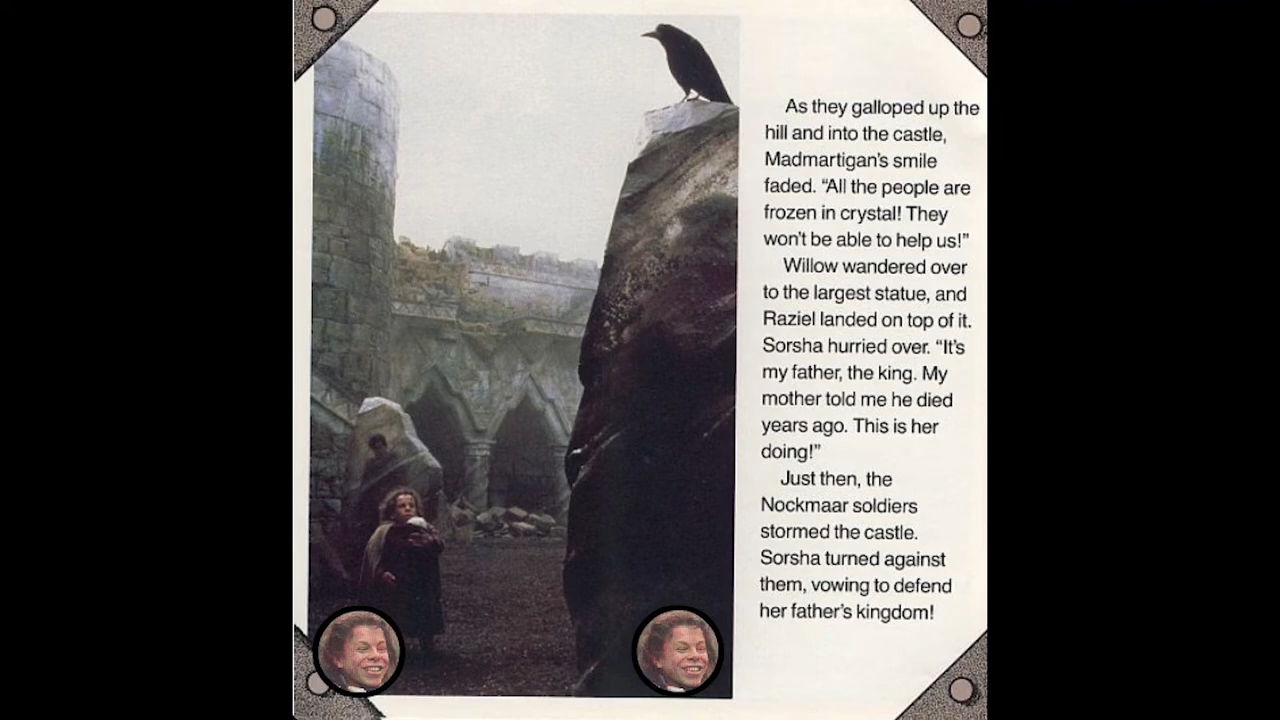 As they galloped up the
hill and into the castle,
Madmartigan's smile
faded. "All the people are
frozen in crystal! They
won't be able to help us!"
Willow wandered over
to the largest statue, and
Raziel landed on top of it.
Sorsha hurried over. "It's
my father, the king. My
mother told me he died
years ago. This is her
doing!"
Just then, the
Nockmaar soldiers
stormed the castle.
Sorsha turned against
them, vowing to defend
her father's kingdom!